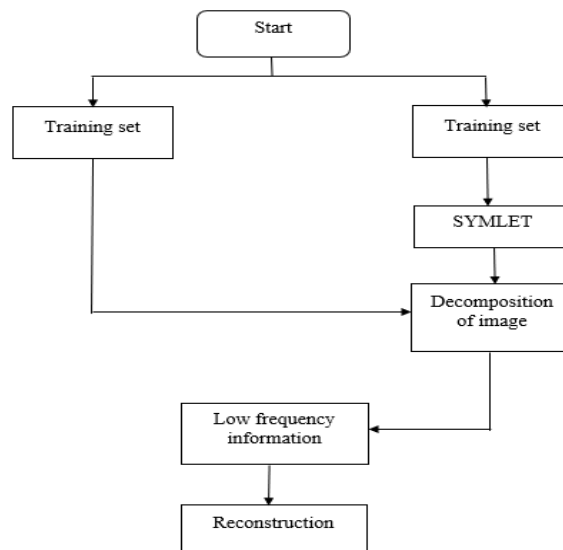 Start
Training set
Training set
SYMLET
Decomposition
of image
Low frequency
information
Reconstruction